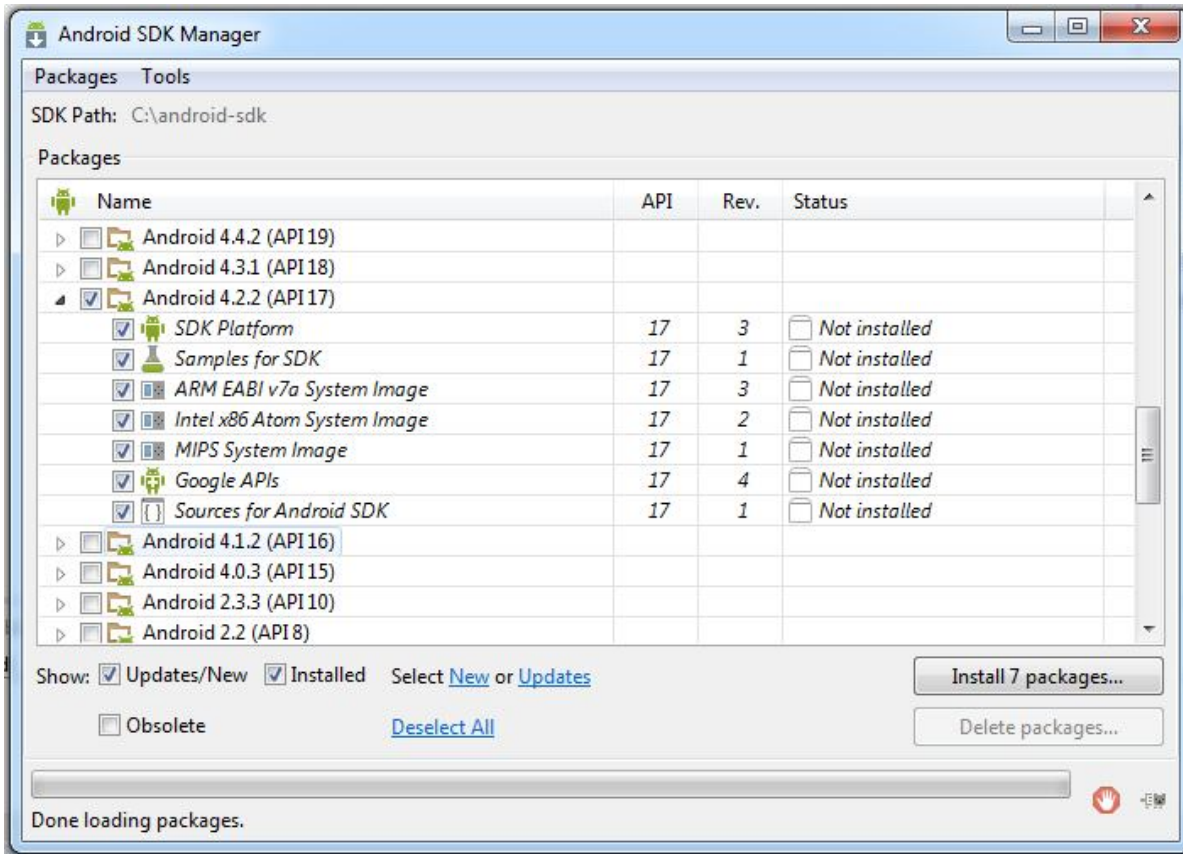 Android SDK Manager
Packages Tools
SDK Path: C:\android-sdk
Packages
Name API Rev. Status
Android 4.4.2 (API 19)
Android 4.3.1 (API 18)
Android 4.2.2 (API 17)
SDK Platform 17 3 Not installed
Samples for SDK 17 1 Not installed
ARM EABI v7a System Image 17 3 Not installed
Intel x86 Atom System Image 17 2 Not installed
MIPS System Image 17 1 Not installed
Google APIs 17 4 Not installed
Sources for Android SDK 17 1 Not installed
Android 4.1.2 (API 16)
Android 4.0.3 (API 15)
Android 2.3.3 (API 10)
Android 2.2 (API 8)
Show: Updates/New Installed Select New or Updates Install 7 packages...
Obsolete Deselect All Delete packages...
Done loading packages.